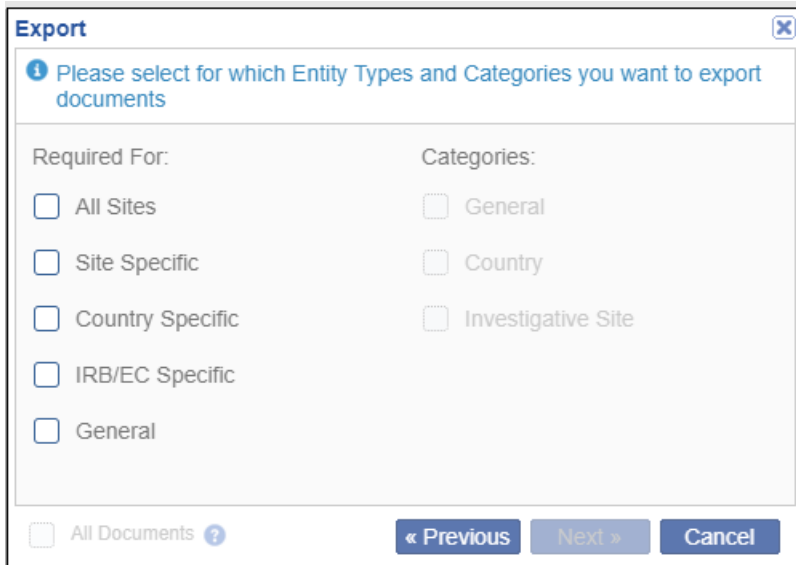 Export
Please select for which Entity Types and Categories you want to export
documents
Required For:
Categories:
All Sites
General
Site Specific
Country
Country Specific
Investigative Site
IRB/EC Specific
General
All Documents ?
« Previous
Next »
Cancel